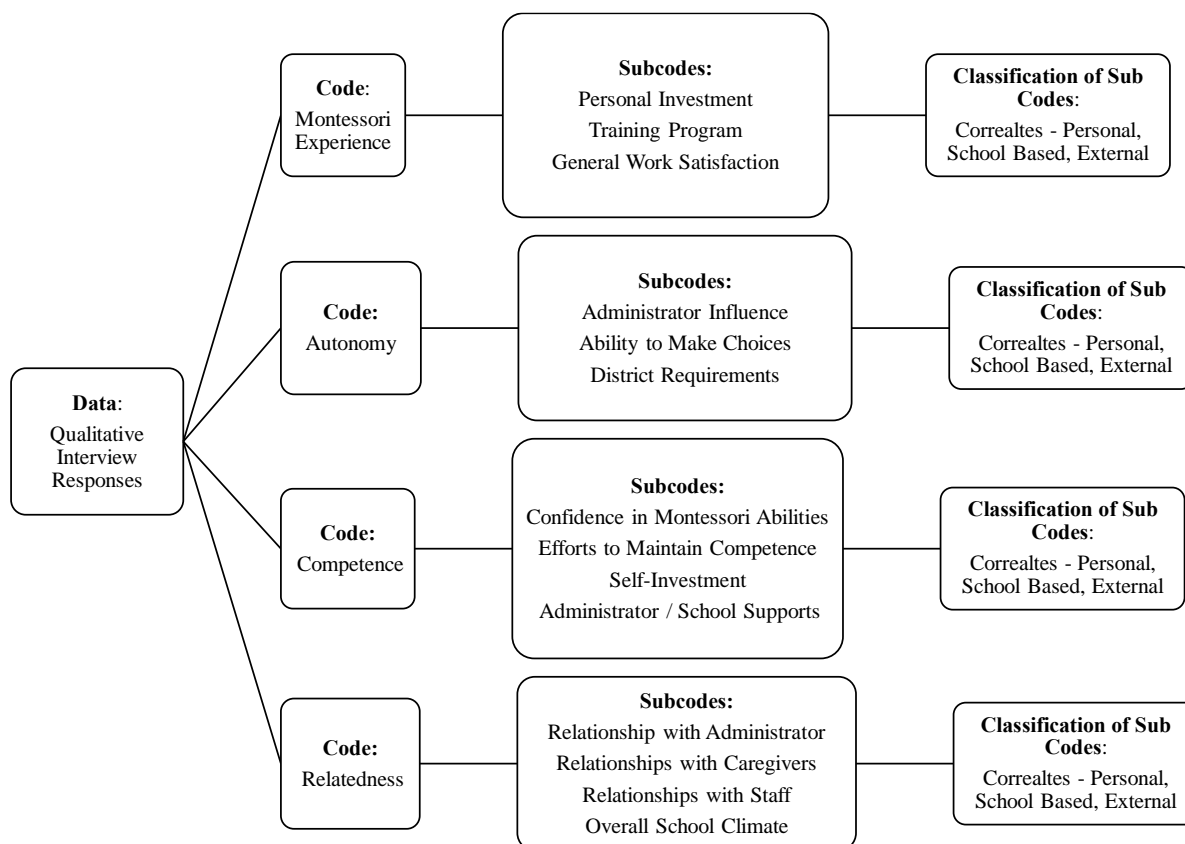 Code:
Montessori
Experience
Subcodes:
Personal Investment
Training Program
General Work Satisfaction
Classification of Sub
Codes:
Correaltes - Personal,
School Based, External
Code:
Autonomy
Subcodes:
Administrator Influence
Ability to Make Choices
District Requirements
Classification of Sub
Codes:
Correaltes - Personal,
School Based, External
Data:
Qualitative
Interview
Responses
Code:
Competence
Subcodes:
Confidence in Montessori Abilities
Efforts to Maintain Competence
Self-Investment
Administrator / School Supports
Classification of Sub
Codes:
Correaltes - Personal,
School Based, External
Code:
Relatedness
Subcodes:
Relationship with Administrator
Relationships with Caregivers
Relationships with Staff
Overall School Climate
Classification of Sub
Codes:
Correaltes - Personal,
School Based, External